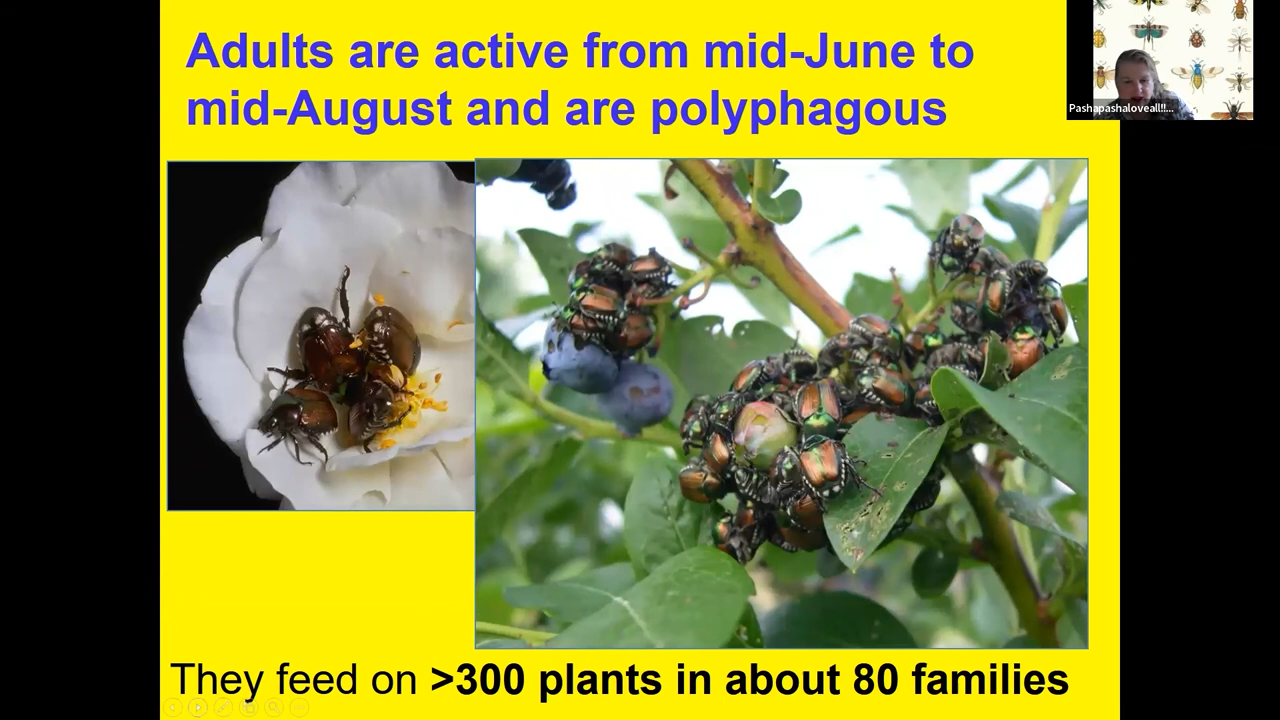 Adults are active from mid-June to
mid-August and are polyphagous
Pashapashaloveall!!...
They feed on >300 plants in about 80 families